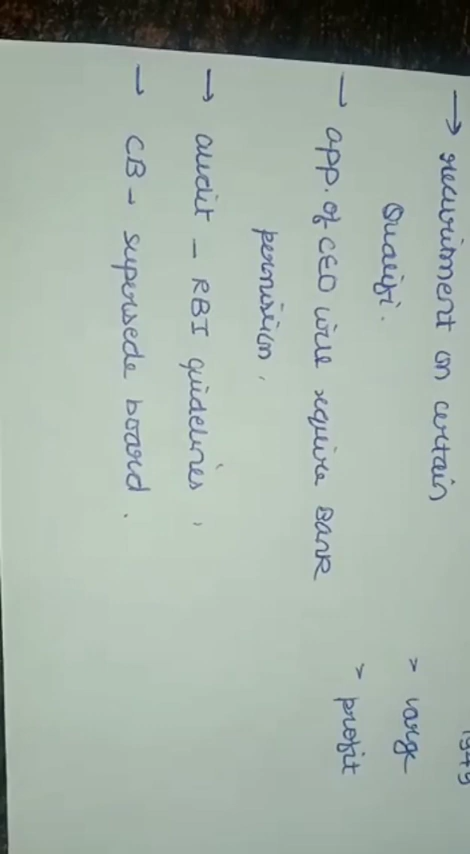 → recruitment on certain
Qualifi.
→ app. of CEO will require Bank
permission.
→ audit - RBI guidelines.
→ CB - supersede board.
1949
> large
> profit